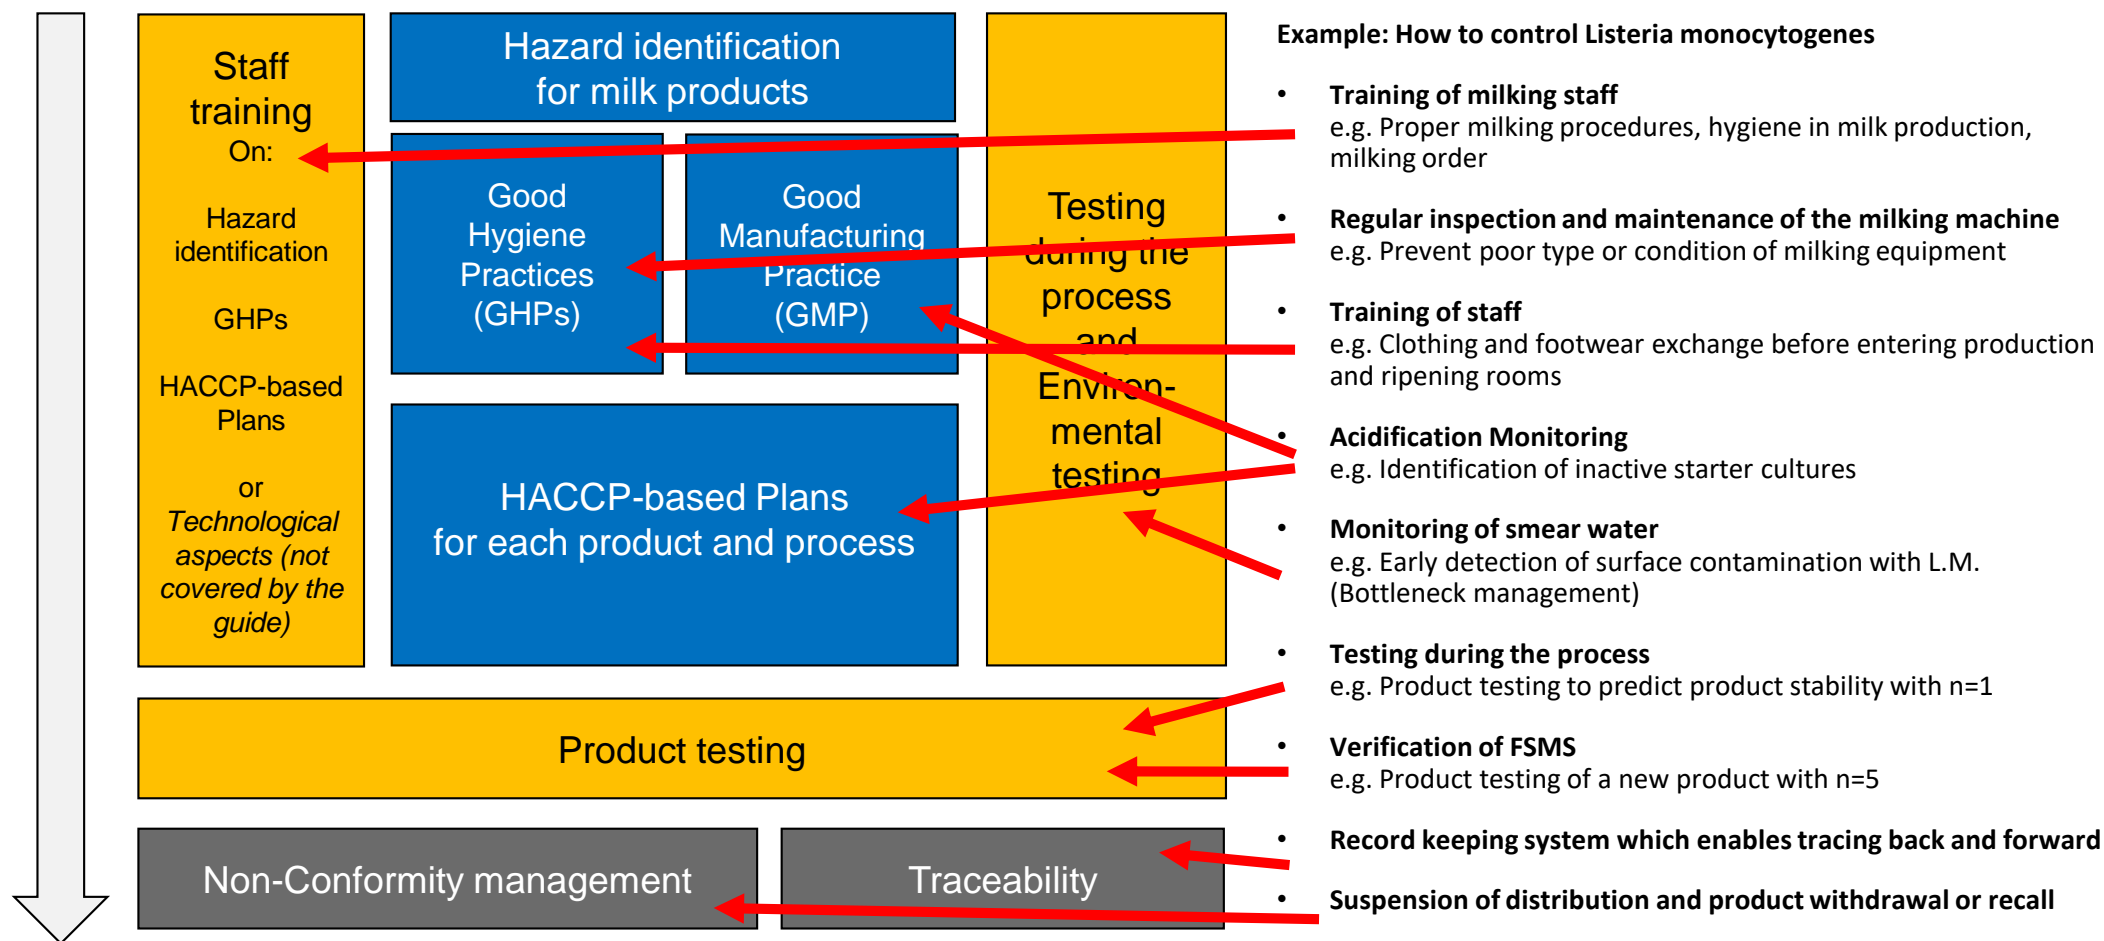 Staff
training
On:
Hazard
identification
GHPs
HACCP-based
Plans
or
Technological
aspects (not
covered by the
guide)
Hazard identification
for milk products
Good
Hygiene
Practices
(GHPs)
Good
Manufacturing
Practice
(GMP)
HACCP-based Plans
for each product and process
Testing
during the
process
and
Environ-
mental
testing
Product testing
Non-Conformity management
Traceability
Example: How to control Listeria monocytogenes
• Training of milking staff
e.g. Proper milking procedures, hygiene in milk production,
milking order
• Regular inspection and maintenance of the milking machine
e.g. Prevent poor type or condition of milking equipment
• Training of staff
e.g. Clothing and footwear exchange before entering production
and ripening rooms
• Acidification Monitoring
e.g. Identification of inactive starter cultures
• Monitoring of smear water
e.g. Early detection of surface contamination with L.M.
(Bottleneck management)
• Testing during the process
e.g. Product testing to predict product stability with n=1
• Verification of FSMS
e.g. Product testing of a new product with n=5
• Record keeping system which enables tracing back and forward
• Suspension of distribution and product withdrawal or recall